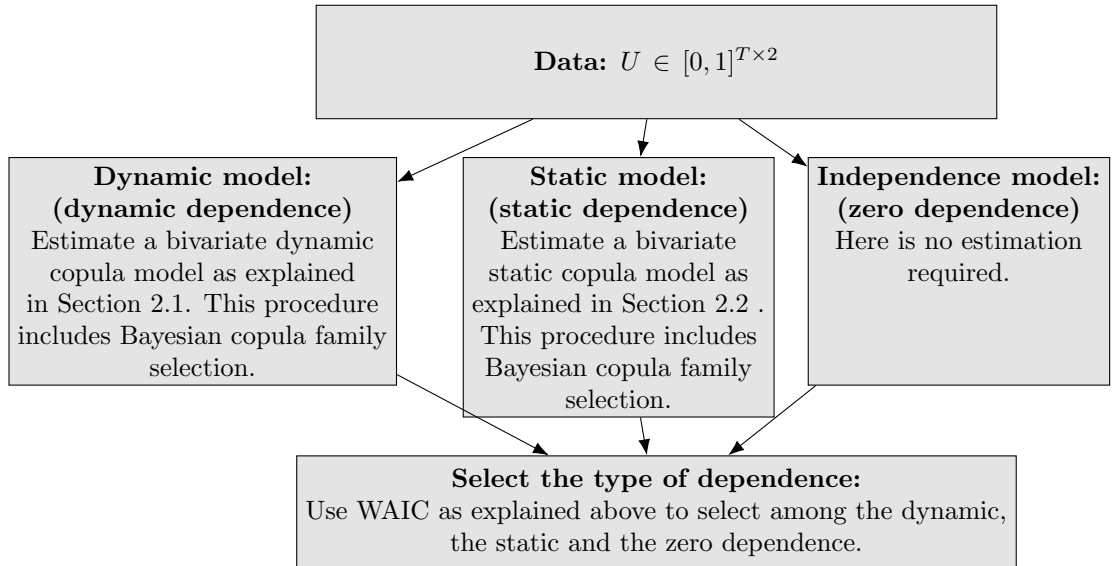 Data: U ∈ [0, 1]^{T×2}
Dynamic model:
(dynamic dependence)
Estimate a bivariate dynamic
copula model as explained
in Section 2.1. This procedure
includes Bayesian copula family
selection.
Static model:
(static dependence)
Estimate a bivariate
static copula model as
explained in Section 2.2 .
This procedure includes
Bayesian copula family
selection.
Independence model:
(zero dependence)
Here is no estimation
required.
Select the type of dependence:
Use WAIC as explained above to select among the dynamic,
the static and the zero dependence.